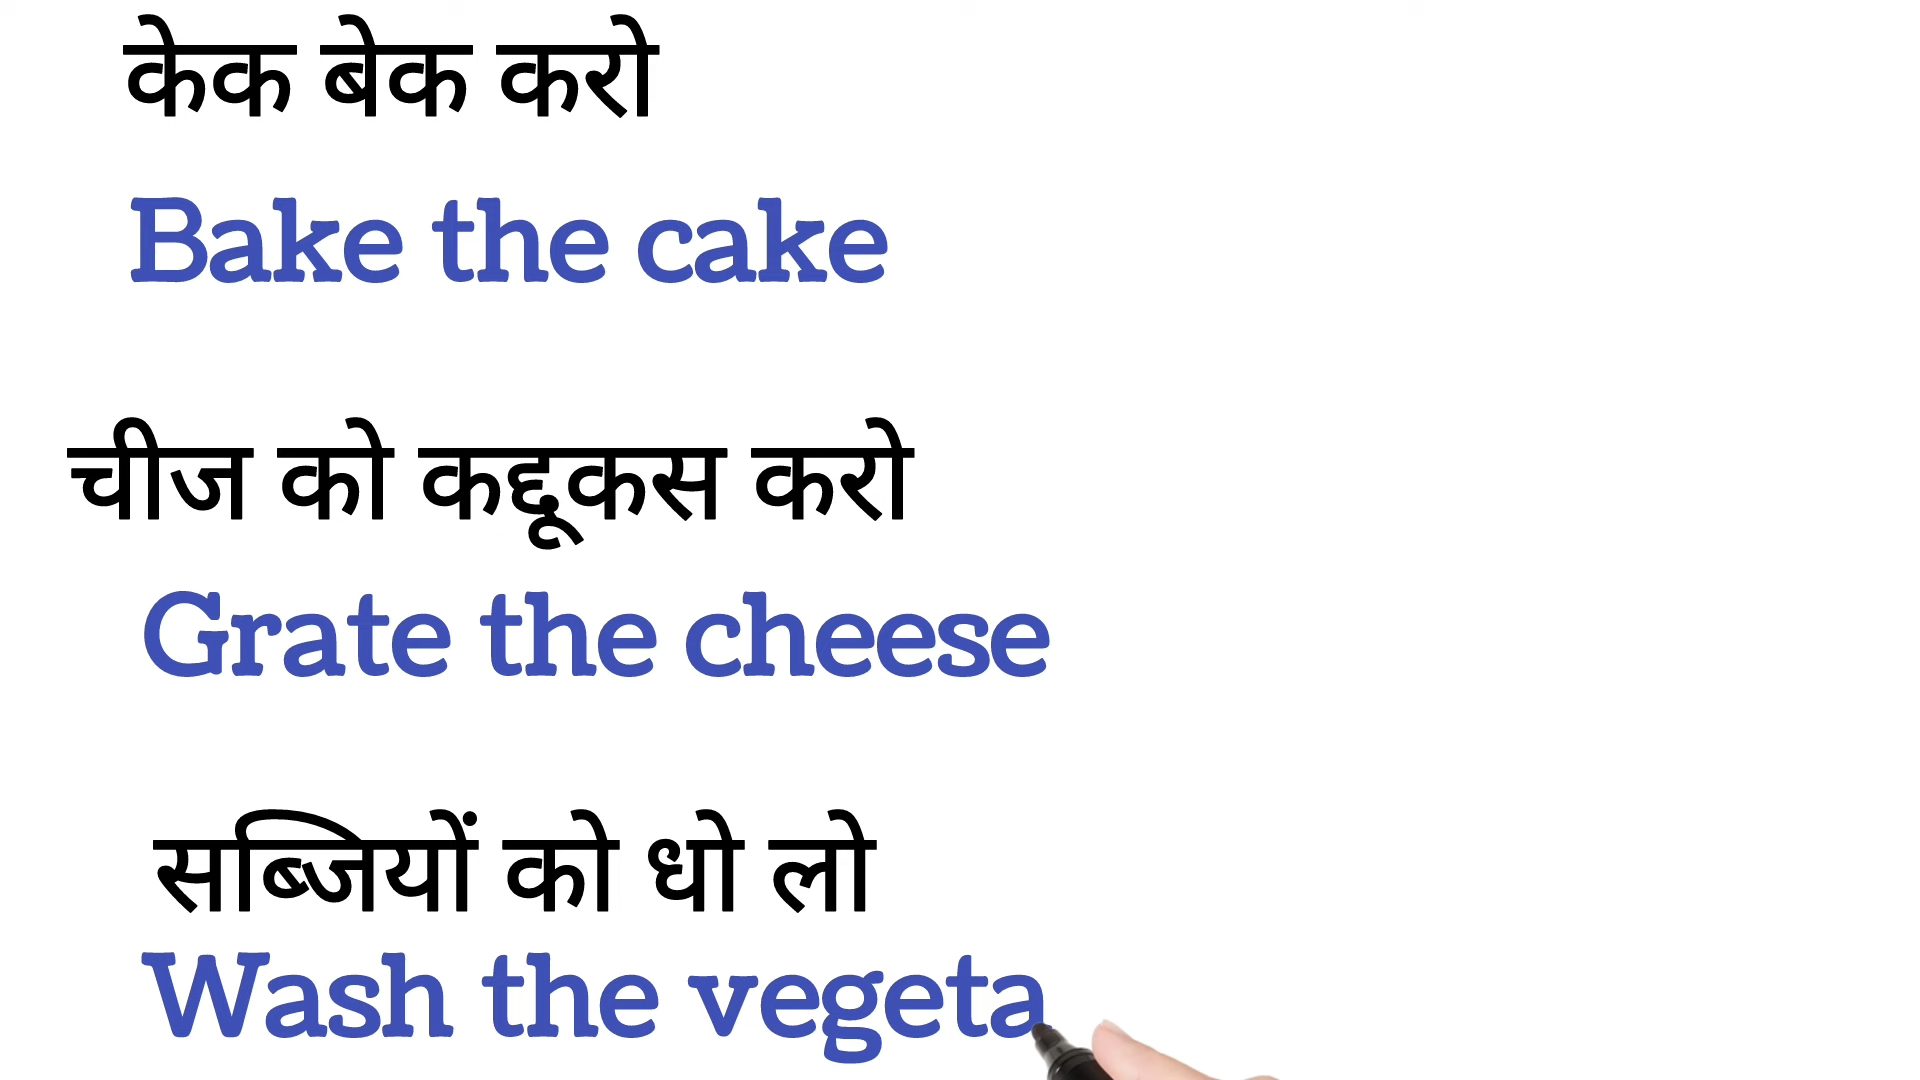 केक बेक करो
Bake the cake
चीज को कद्दूकस करो
Grate the cheese
सब्जियों को धो लो
Wash the vegeta